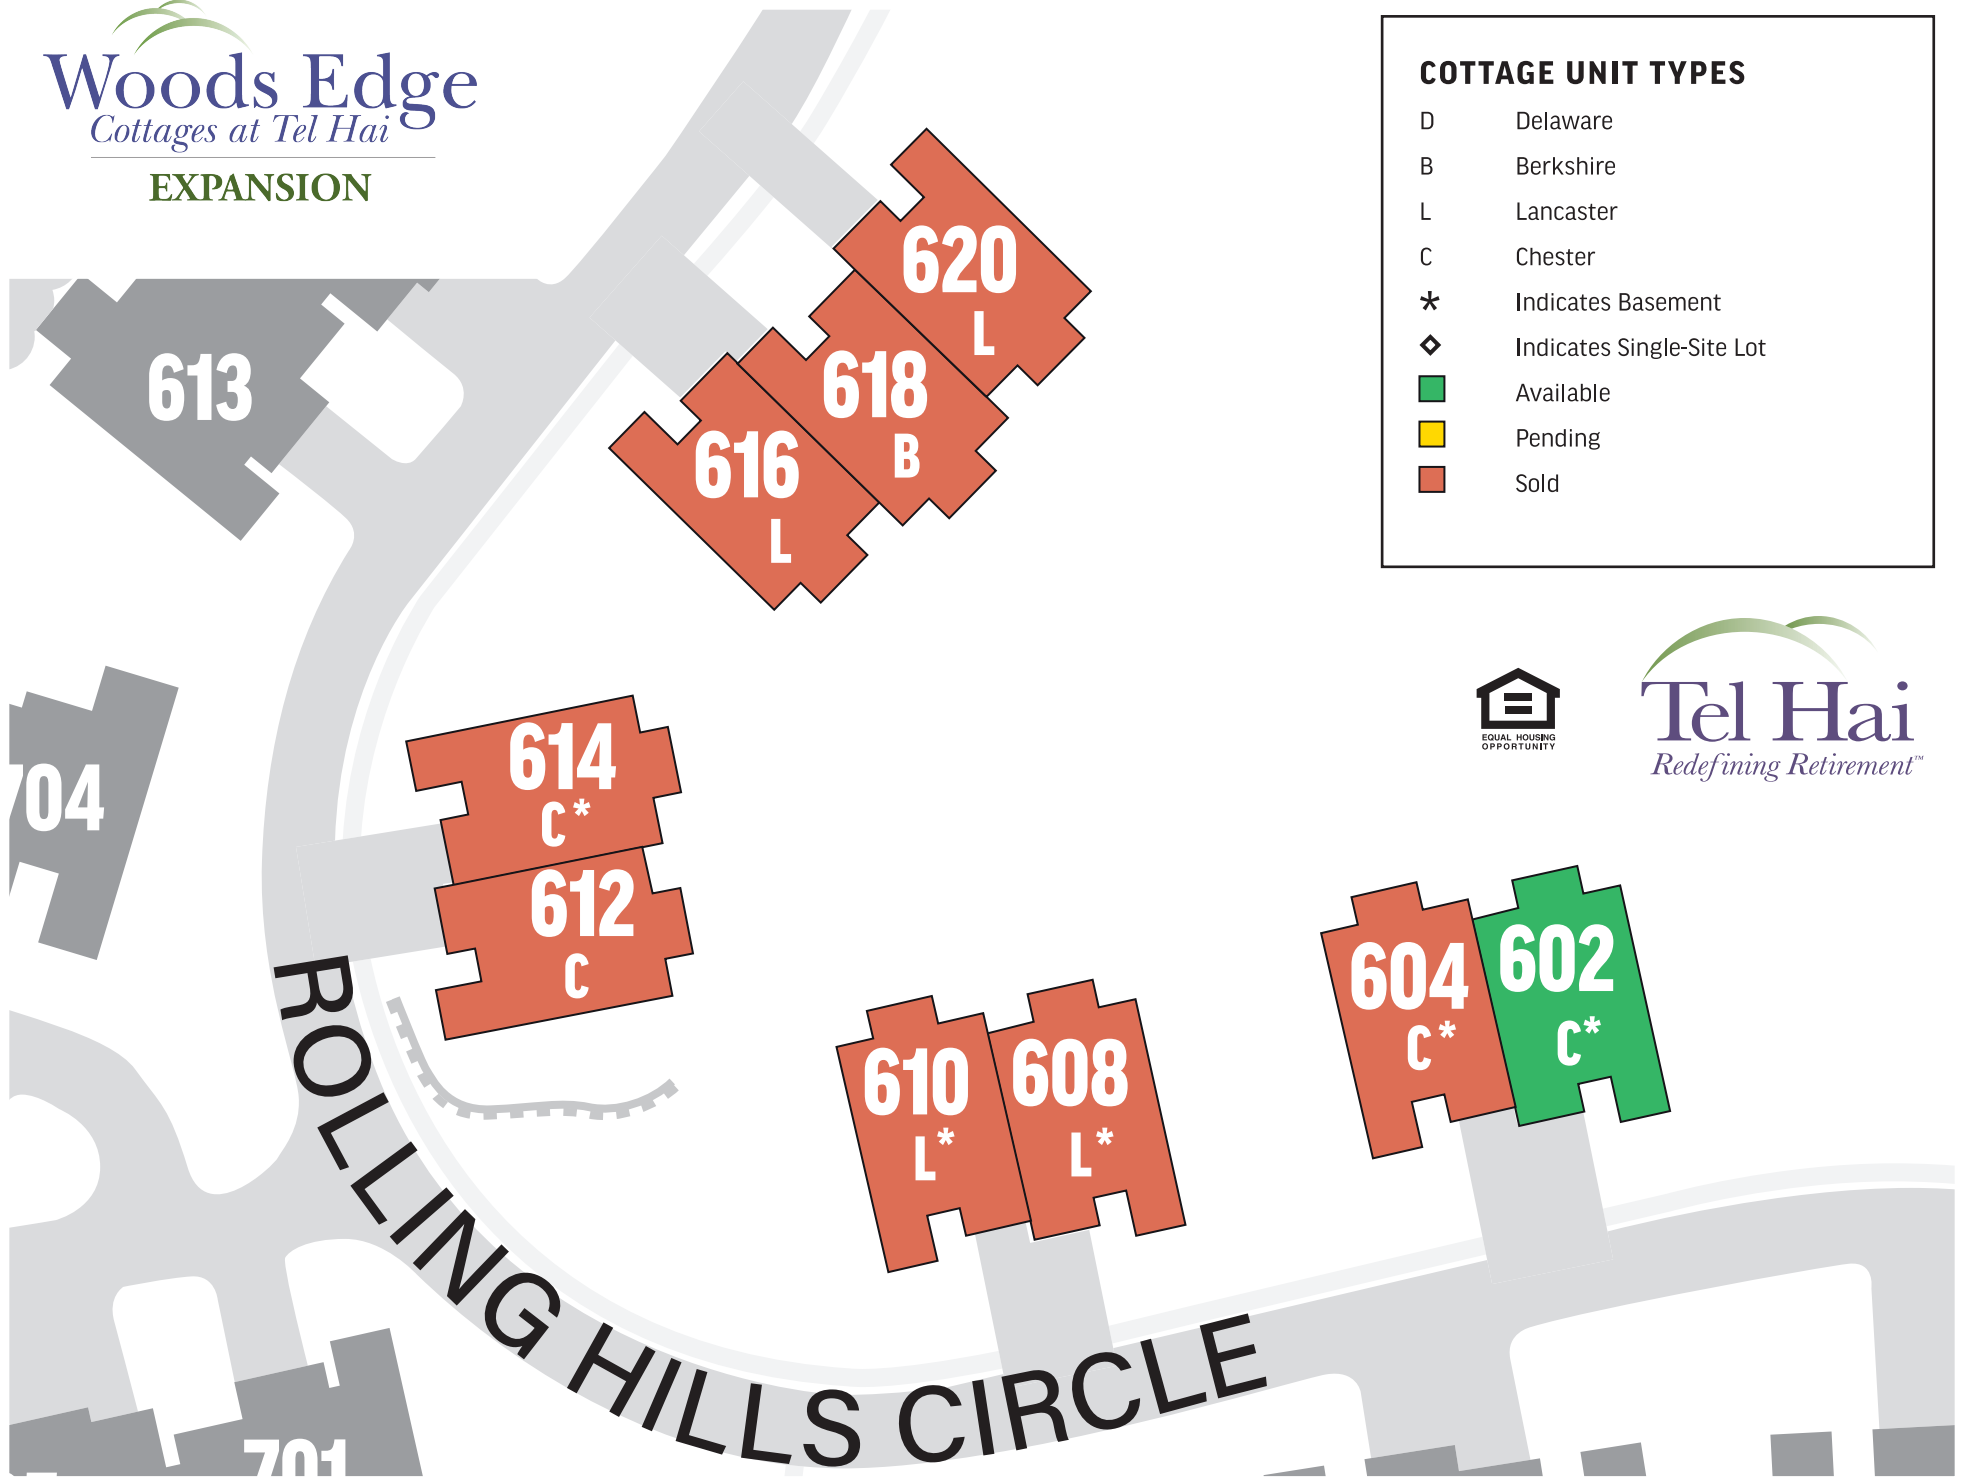 Woods Edge
Cottages at Tel Hai
EXPANSION
COTTAGE UNIT TYPES
D Delaware
B Berkshire
L Lancaster
C Chester
* Indicates Basement
◇ Indicates Single-Site Lot
Available
Pending
Sold
620
L
618
B
616
L
613
704
614
C*
612
C
EQUAL HOUSING
OPPORTUNITY
Tel Hai
Redefining Retirement™
604
C*
602
C*
610
L*
608
L*
ROLLING HILLS CIRCLE
701